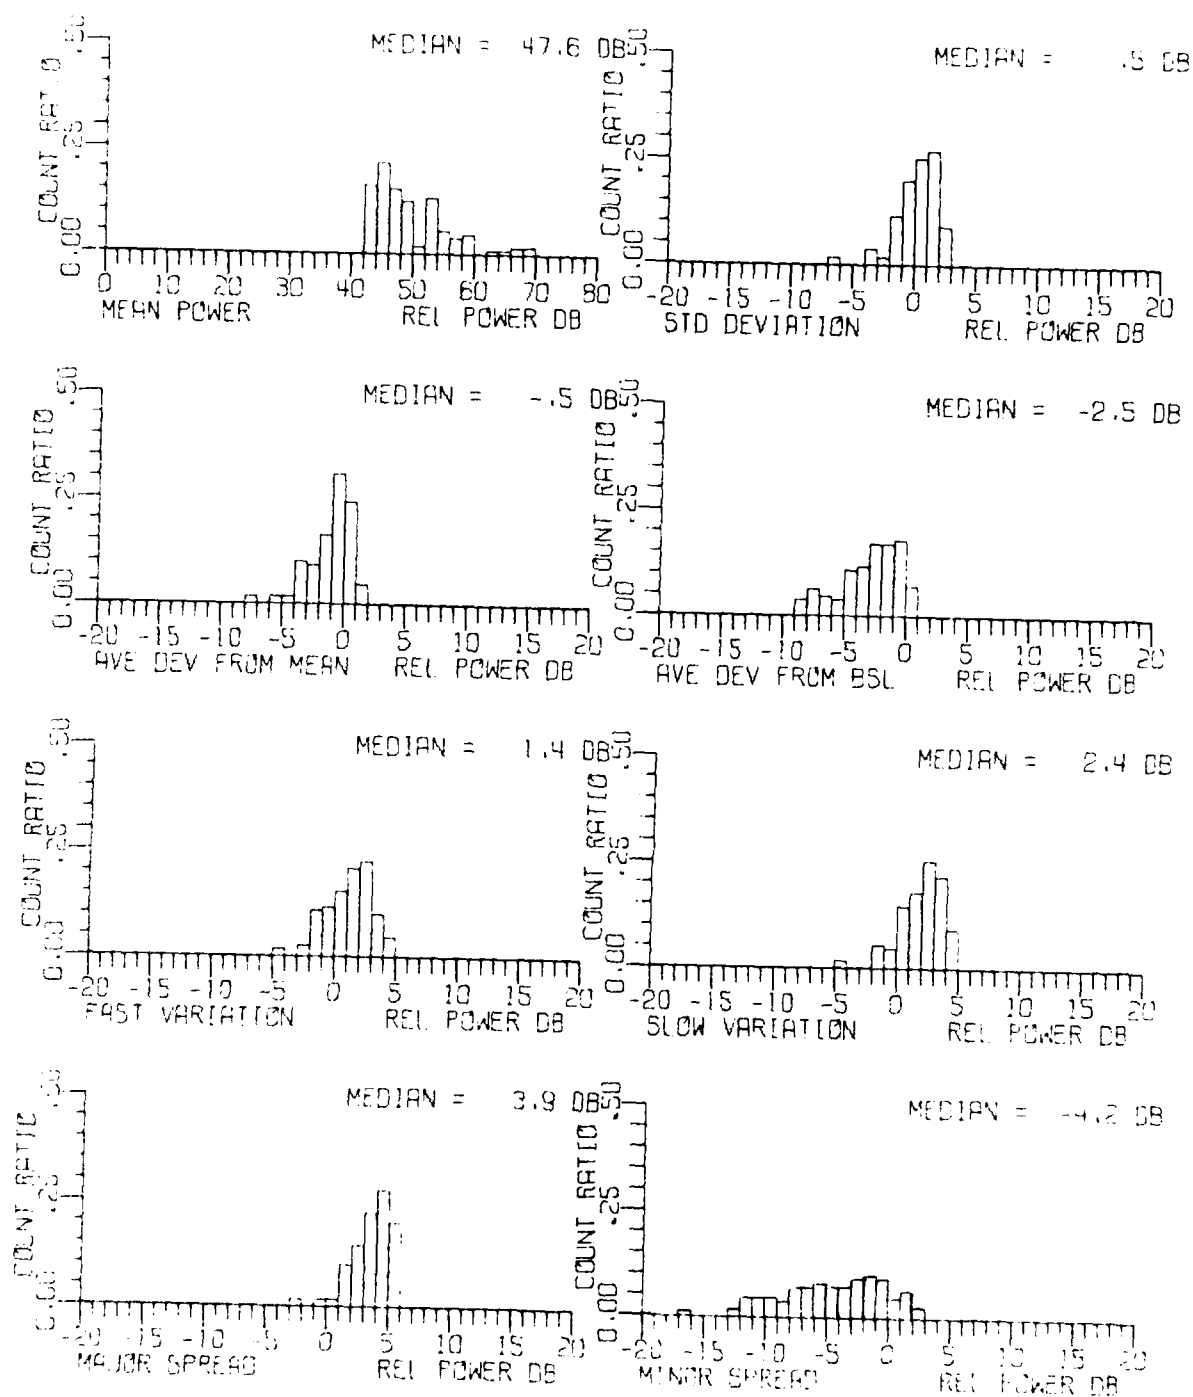 MEDIAN = 47.6 DB
COUNT RATIO
0.00 .25 .50
0 10 20 30 40 50 60 70 80
MEAN POWER REL POWER DB
MEDIAN = .5 DB
COUNT RATIO
0.00 .25 .50
-20 -15 -10 -5 0 5 10 15 20
STD DEVIATION REL POWER DB
MEDIAN = -.5 DB
COUNT RATIO
0.00 .25 .50
-20 -15 -10 -5 0 5 10 15 20
AVE DEV FROM MEAN REL POWER DB
MEDIAN = -2.5 DB
COUNT RATIO
0.00 .25 .50
-20 -15 -10 -5 0 5 10 15 20
AVE DEV FROM BSL REL POWER DB
MEDIAN = 1.4 DB
COUNT RATIO
0.00 .25 .50
-20 -15 -10 -5 0 5 10 15 20
FAST VARIATION REL POWER DB
MEDIAN = 2.4 DB
COUNT RATIO
0.00 .25 .50
-20 -15 -10 -5 0 5 10 15 20
SLOW VARIATION REL POWER DB
MEDIAN = 3.9 DB
COUNT RATIO
0.00 .25 .50
-20 -15 -10 -5 0 5 10 15 20
MAJOR SPREAD REL POWER DB
MEDIAN = -4.2 DB
COUNT RATIO
0.00 .25 .50
-20 -15 -10 -5 0 5 10 15 20
MINOR SPREAD REL POWER DB